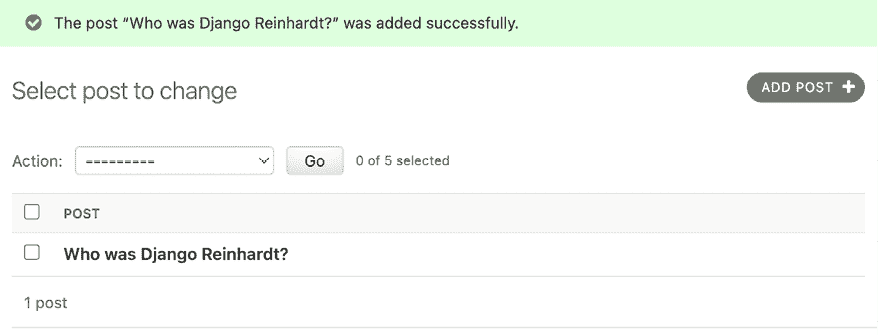 The post “Who was Django Reinhardt?” was added successfully.
Select post to change
ADD POST +
Action: --------- Go 0 of 5 selected
POST
Who was Django Reinhardt?
1 post